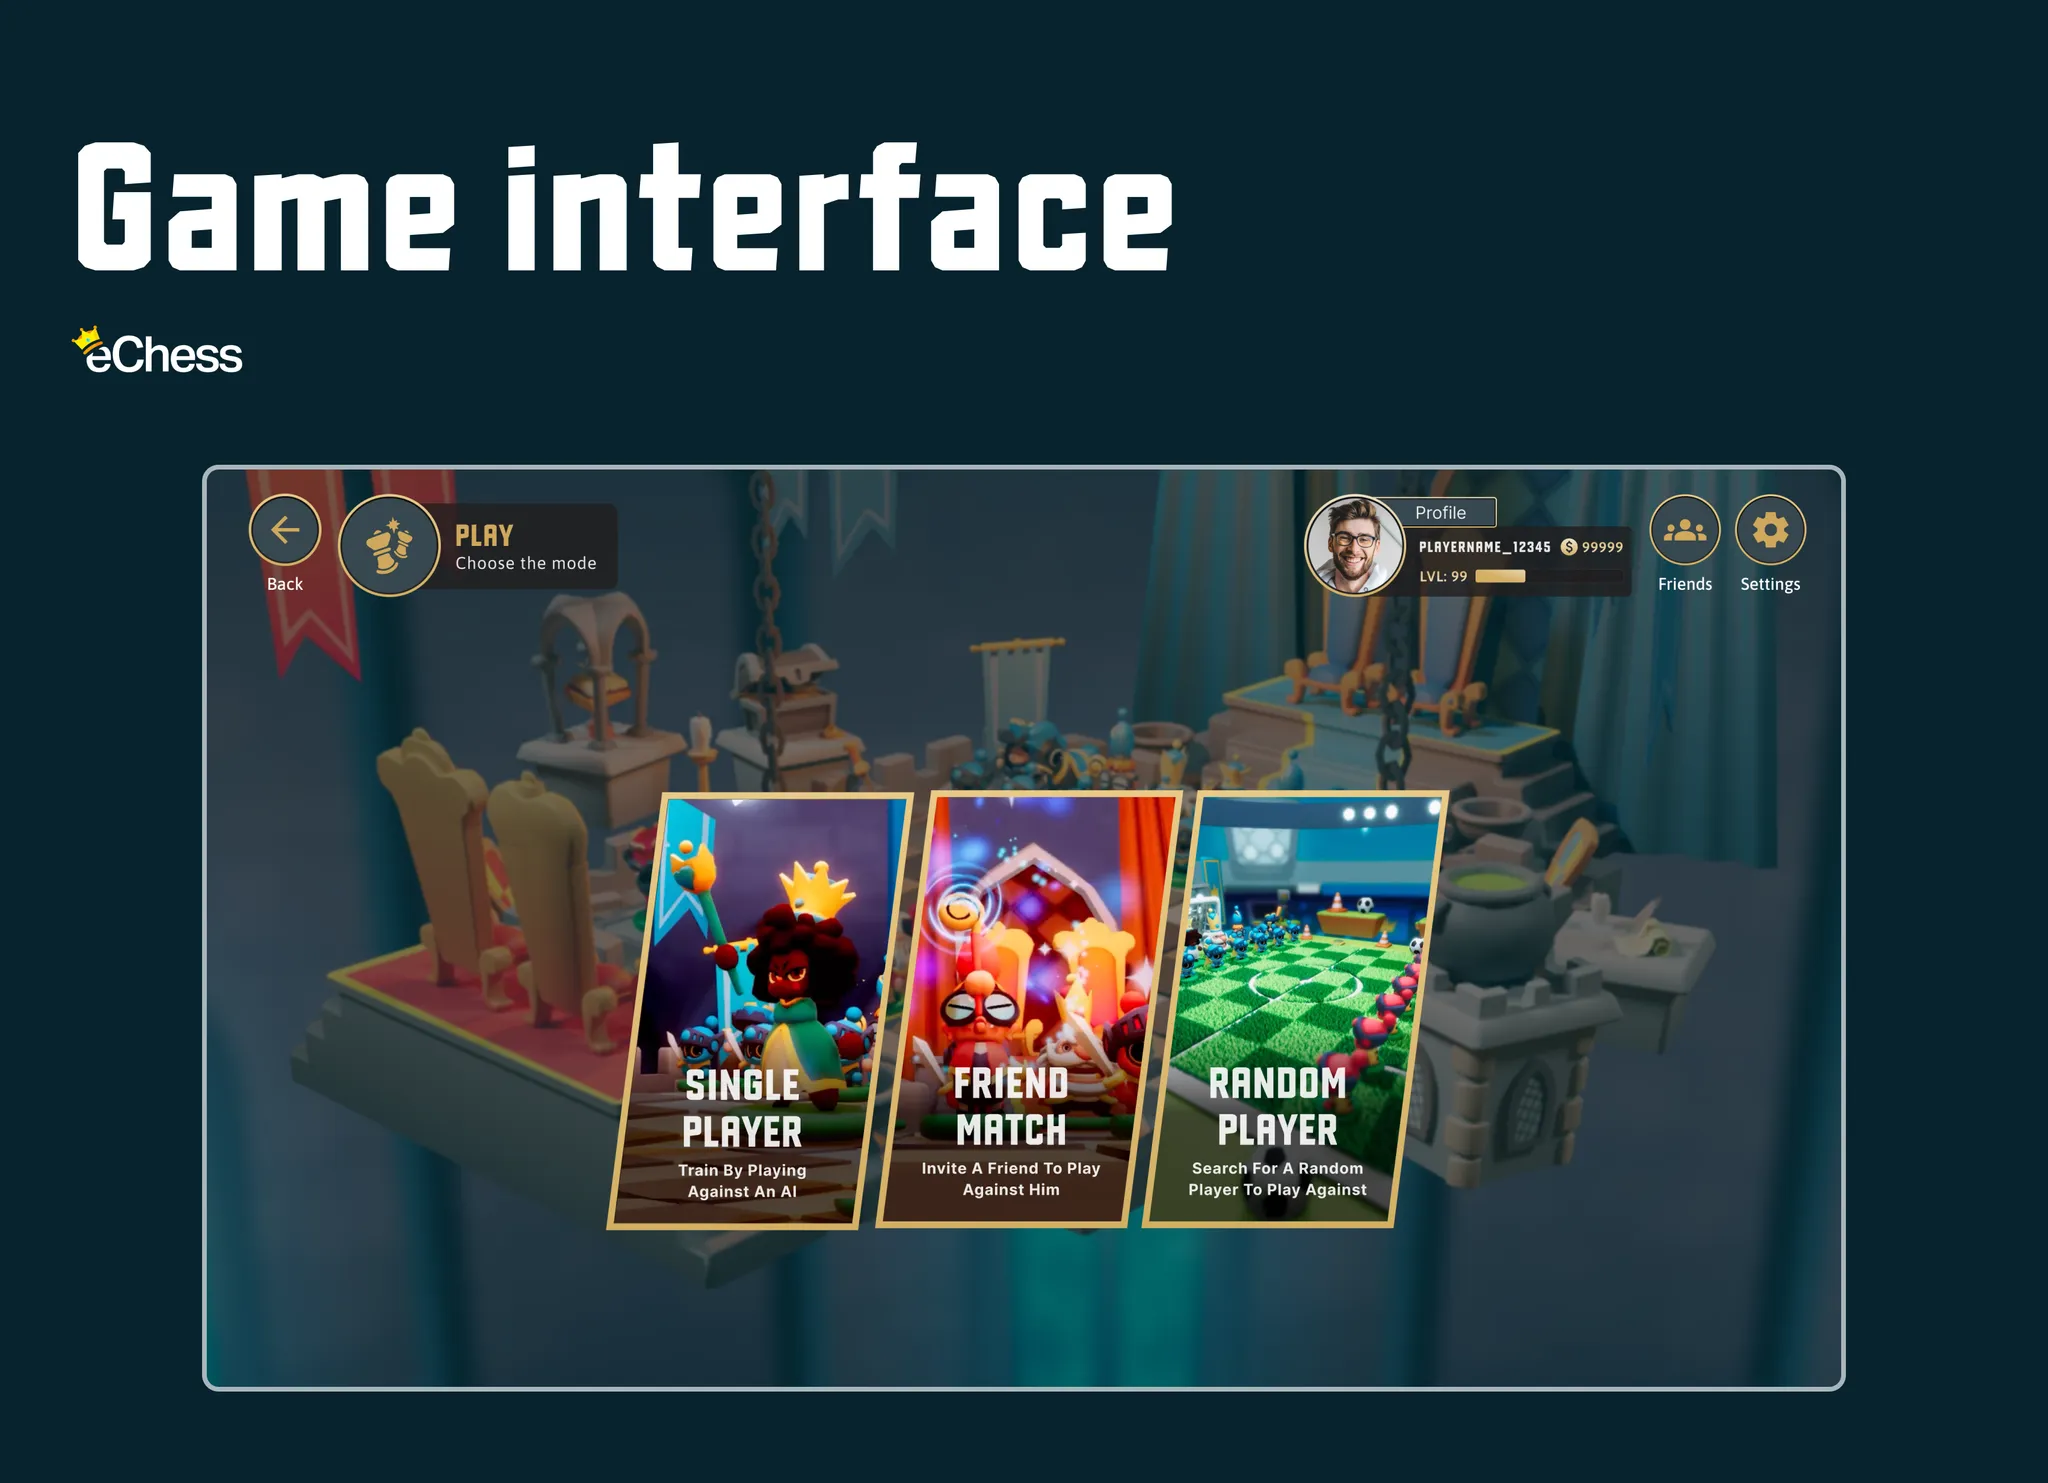 Game interface
eChess
Back
PLAY
Choose the mode
Profile
PLAYERNAME_12345 $ 99999
LVL: 99
Friends
Settings
SINGLE
PLAYER
Train By Playing
Against An AI
FRIEND
MATCH
Invite A Friend To Play
Against Him
RANDOM
PLAYER
Search For A Random
Player To Play Against